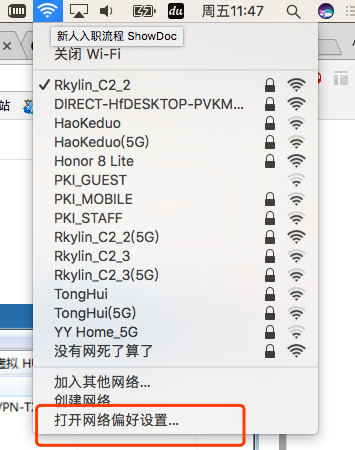 周五11:47
新人入职流程 ShowDoc
关闭 Wi-Fi
Rkylin_C2_2
DIRECT-HfDESKTOP-PVKM...
HaoKeduo
HaoKeduo(5G)
Honor 8 Lite
PKI_GUEST
PKI_MOBILE
PKI_STAFF
Rkylin_C2_2(5G)
Rkylin_C2_3
Rkylin_C2_3(5G)
TongHui
TongHui(5G)
YY Home_5G
没有网死了算了
加入其他网络...
创建网络...
打开网络偏好设置...
站
du
虚拟 H
/PN-T